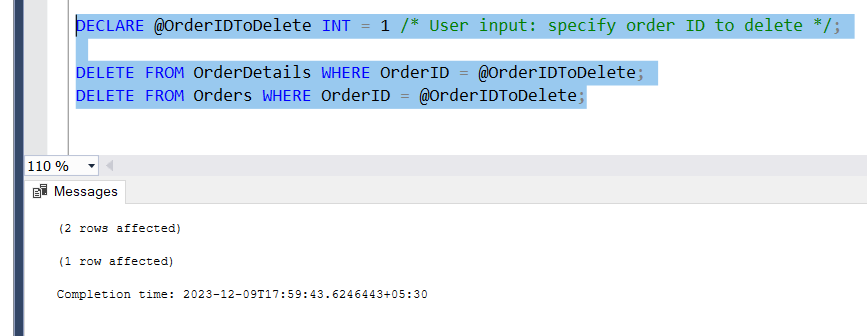 DECLARE @OrderIDToDelete INT = 1 /* User input: specify order ID to delete */;
DELETE FROM OrderDetails WHERE OrderID = @OrderIDToDelete;
DELETE FROM Orders WHERE OrderID = @OrderIDToDelete;
110 %
Messages
(2 rows affected)
(1 row affected)
Completion time: 2023-12-09T17:59:43.6246443+05:30